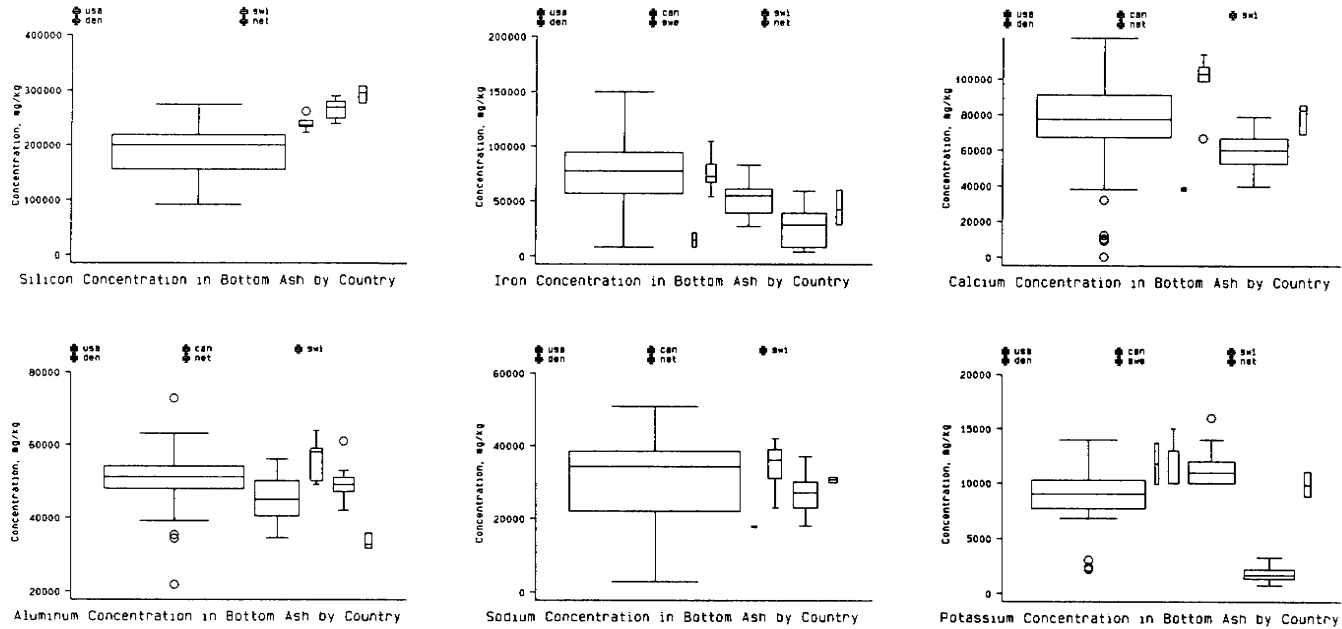 usa swi
den net
400000
300000
200000
100000
0
Concentration, mg/kg
Silicon Concentration in Bottom Ash by Country
usa can swi
den swe net
200000
150000
100000
50000
0
Concentration, mg/kg
Iron Concentration in Bottom Ash by Country
usa can swi
den net
100000
80000
60000
40000
20000
0
Concentration, mg/kg
Calcium Concentration in Bottom Ash by Country
usa can swi
den net
80000
60000
40000
20000
Concentration, mg/kg
Aluminum Concentration in Bottom Ash by Country
usa can swi
den net
60000
40000
20000
0
Concentration, mg/kg
Sodium Concentration in Bottom Ash by Country
usa can swi
den swe net
20000
15000
10000
5000
0
Concentration, mg/kg
Potassium Concentration in Bottom Ash by Country